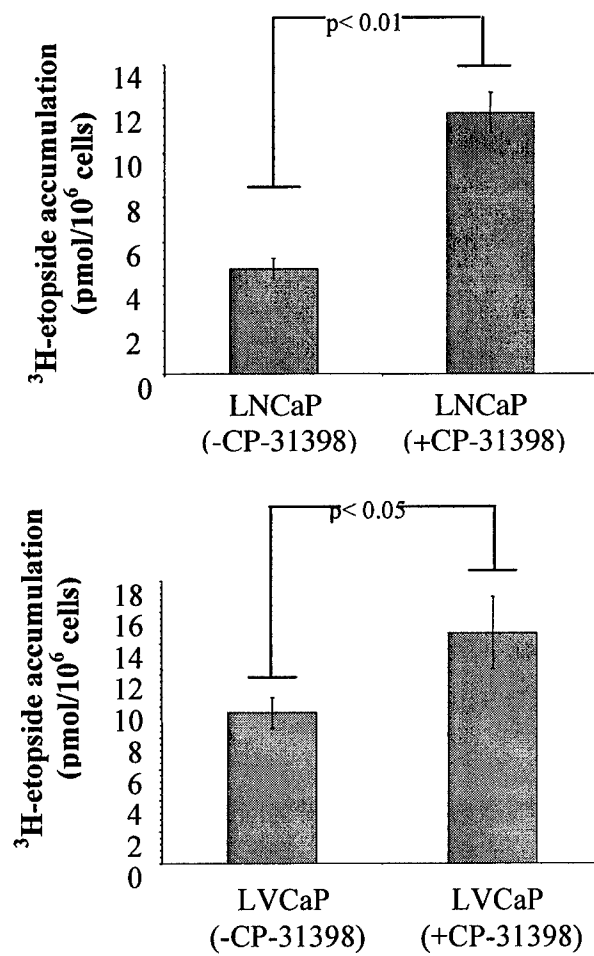 p< 0.01
³H-etopside accumulation
(pmol/10⁶ cells)
14
12
10
8
6
4
2
0
LNCaP
(-CP-31398)
LNCaP
(+CP-31398)
p< 0.05
³H-etopside accumulation
(pmol/10⁶ cells)
18
16
14
12
10
8
6
4
2
0
LVCaP
(-CP-31398)
LVCaP
(+CP-31398)